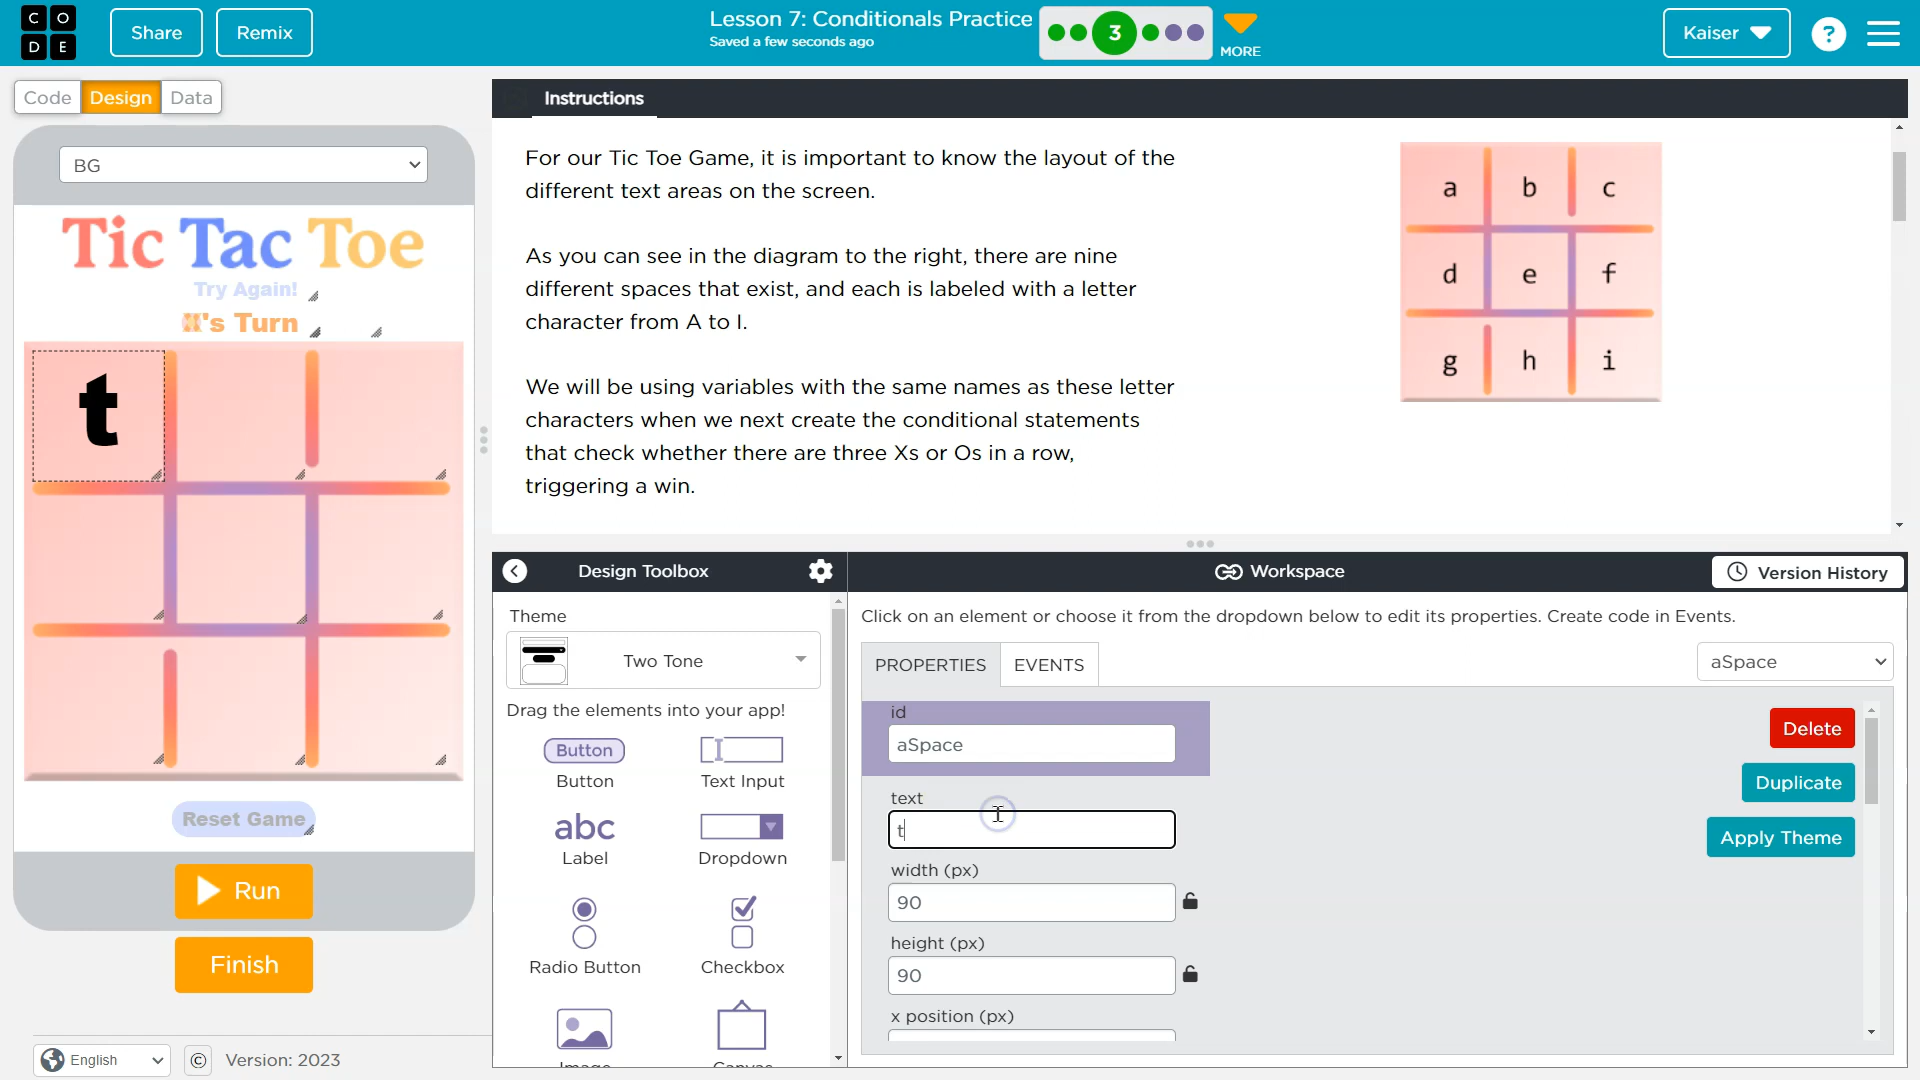 C O
D E
Share
Remix
Lesson 7: Conditionals Practice
Saved a few seconds ago
3
MORE
Kaiser
?
Code
Design
Data
Instructions
BG
For our Tic Toe Game, it is important to know the layout of the
different text areas on the screen.
As you can see in the diagram to the right, there are nine
different spaces that exist, and each is labeled with a letter
character from A to I.
We will be using variables with the same names as these letter
characters when we next create the conditional statements
that check whether there are three Xs or Os in a row,
triggering a win.
a b c
d e f
g h i
Tic Tac Toe
Try Again!
's Turn
t
Reset Game
Run
Finish
English
©
Version: 2023
Design Toolbox
Workspace
Version History
Theme
Two Tone
Drag the elements into your app!
Button
Button
Text Input
abc
Label
Dropdown
Radio Button
Checkbox
Image
Canvas
Click on an element or choose it from the dropdown below to edit its properties. Create code in Events.
PROPERTIES
EVENTS
aSpace
id
aSpace
text
t
width (px)
90
height (px)
90
x position (px)
Delete
Duplicate
Apply Theme